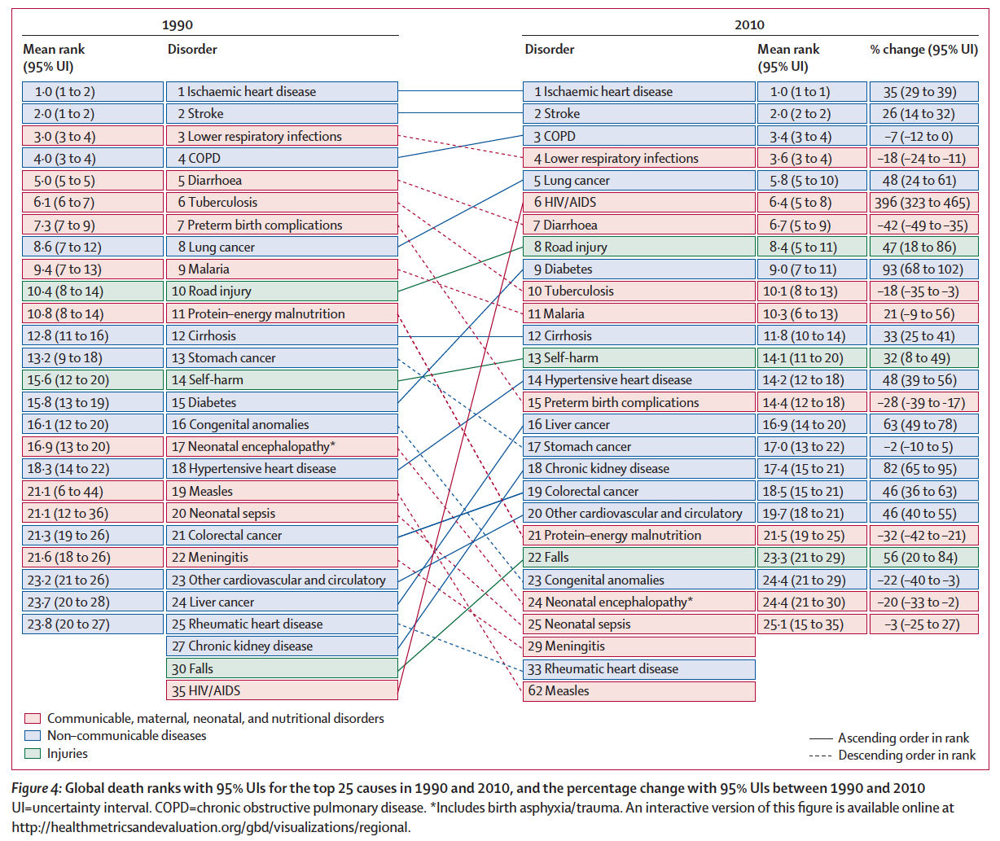 1990
2010
Mean rank
(95% UI)
Disorder
Disorder
Mean rank
(95% UI)
% change (95% UI)
1·0 (1 to 2) 1 Ischaemic heart disease 1 Ischaemic heart disease 1·0 (1 to 1) 35 (29 to 39)
2·0 (1 to 2) 2 Stroke 2 Stroke 2·0 (2 to 2) 26 (14 to 32)
3·0 (3 to 4) 3 Lower respiratory infections 3 COPD 3·4 (3 to 4) –7 (–12 to 0)
4·0 (3 to 4) 4 COPD 4 Lower respiratory infections 3·6 (3 to 4) –18 (–24 to –11)
5·0 (5 to 5) 5 Diarrhoea 5 Lung cancer 5·8 (5 to 10) 48 (24 to 61)
6·1 (6 to 7) 6 Tuberculosis 6 HIV/AIDS 6·4 (5 to 8) 396 (323 to 465)
7·3 (7 to 9) 7 Preterm birth complications 7 Diarrhoea 6·7 (5 to 9) –42 (–49 to –35)
8·6 (7 to 12) 8 Lung cancer 8 Road injury 8·4 (5 to 11) 47 (18 to 86)
9·4 (7 to 13) 9 Malaria 9 Diabetes 9·0 (7 to 11) 93 (68 to 102)
10·4 (8 to 14) 10 Road injury 10 Tuberculosis 10·1 (8 to 13) –18 (–35 to –3)
10·8 (8 to 14) 11 Protein–energy malnutrition 11 Malaria 10·3 (6 to 13) 21 (–9 to 56)
12·8 (11 to 16) 12 Cirrhosis 12 Cirrhosis 11·8 (10 to 14) 33 (25 to 41)
13·2 (9 to 18) 13 Stomach cancer 13 Self-harm 14·1 (11 to 20) 32 (8 to 49)
15·6 (12 to 20) 14 Self-harm 14 Hypertensive heart disease 14·2 (12 to 18) 48 (39 to 56)
15·8 (13 to 19) 15 Diabetes 15 Preterm birth complications 14·4 (12 to 18) –28 (-39 to -17)
16·1 (12 to 20) 16 Congenital anomalies 16 Liver cancer 16·9 (14 to 20) 63 (49 to 78)
16·9 (13 to 20) 17 Neonatal encephalopathy* 17 Stomach cancer 17·0 (13 to 22) –2 (–10 to 5)
18·3 (14 to 22) 18 Hypertensive heart disease 18 Chronic kidney disease 17·4 (15 to 21) 82 (65 to 95)
21·1 (6 to 44) 19 Measles 19 Colorectal cancer 18·5 (15 to 21) 46 (36 to 63)
21·1 (12 to 36) 20 Neonatal sepsis 20 Other cardiovascular and circulatory 19·7 (18 to 21) 46 (40 to 55)
21·3 (19 to 26) 21 Colorectal cancer 21 Protein–energy malnutrition 21·5 (19 to 25) –32 (–42 to –21)
21·6 (18 to 26) 22 Meningitis 22 Falls 23·3 (21 to 29) 56 (20 to 84)
23·2 (21 to 26) 23 Other cardiovascular and circulatory 23 Congenital anomalies 24·4 (21 to 29) –22 (–40 to –3)
23·7 (20 to 28) 24 Liver cancer 24 Neonatal encephalopathy* 24·4 (21 to 30) –20 (–33 to –2)
23·8 (20 to 27) 25 Rheumatic heart disease 25 Neonatal sepsis 25·1 (15 to 35) –3 (–25 to 27)
27 Chronic kidney disease 29 Meningitis
30 Falls 33 Rheumatic heart disease
35 HIV/AIDS 62 Measles
Communicable, maternal, neonatal, and nutritional disorders
Non–communicable diseases
Injuries
Ascending order in rank
Descending order in rank
Figure 4: Global death ranks with 95% UIs for the top 25 causes in 1990 and 2010, and the percentage change with 95% UIs between 1990 and 2010
UI=uncertainty interval. COPD=chronic obstructive pulmonary disease. *Includes birth asphyxia/trauma. An interactive version of this figure is available online at
http://healthmetricsandevaluation.org/gbd/visualizations/regional.